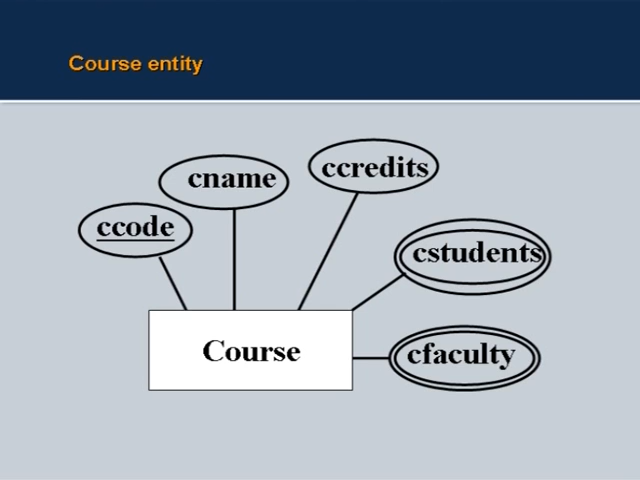 Course entity
ccredits
cname
ccode
cstudents
Course
cfaculty